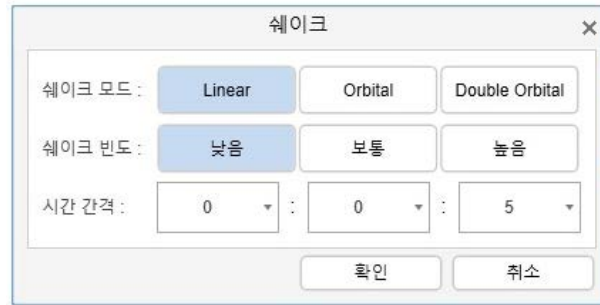 쉐이크
쉐이크 모드 : Linear Orbital Double Orbital
쉐이크 빈도 : 낮음 보통 높음
시간 간격 : 0 : 0 : 5
확인 취소